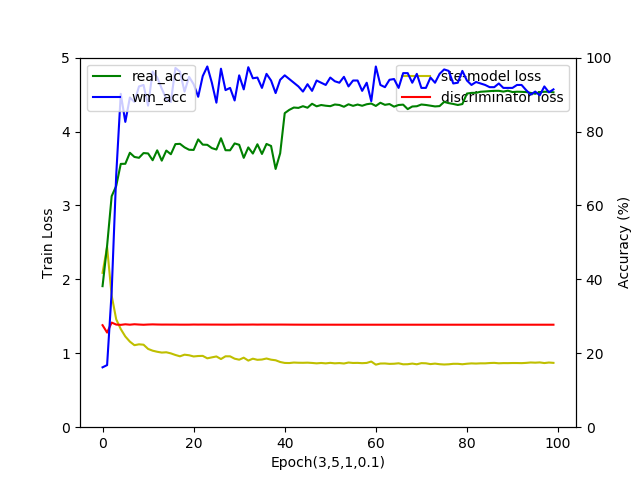 real_acc
wm_acc
ste model loss
discriminator loss
5
4
3
2
1
0
100
80
60
40
20
0
Train Loss
Accuracy (%)
0 20 40 60 80 100
Epoch(3,5,1,0.1)